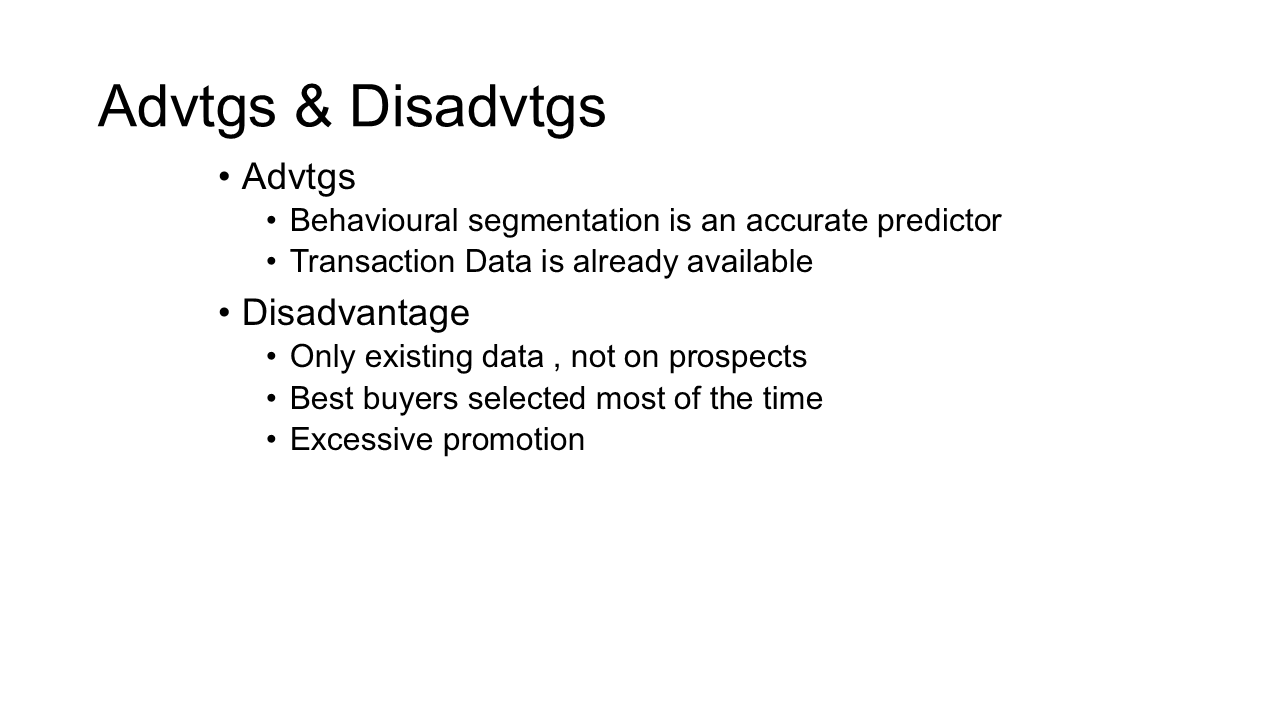 Advtgs & Disadvtgs
• Advtgs
• Behavioural segmentation is an accurate predictor
• Transaction Data is already available
• Disadvantage
• Only existing data , not on prospects
• Best buyers selected most of the time
• Excessive promotion